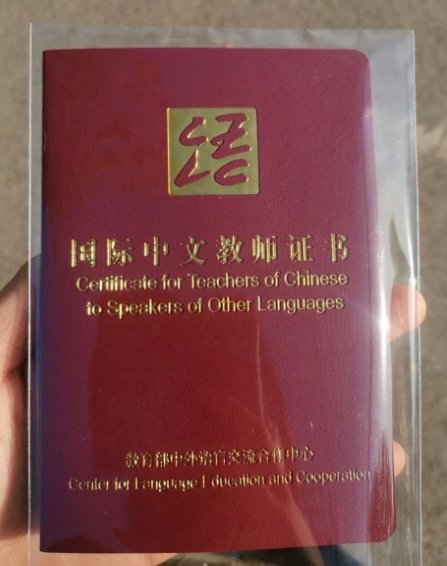 国际中文教师证书
Certificate for Teachers of Chinese
to Speakers of Other Languages
教育部中外语言交流合作中心
Center for Language Education and Cooperation